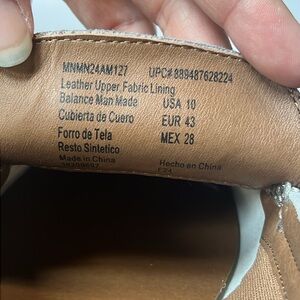 MNMN24AM127 UPC# 889487628224
Leather Upper, Fabric Lining
Balance Man Made USA 10
Cubierta de Cuero EUR 43
Forro de Tela MEX 28
Resto Sintetico
Made in China Hecho en China
F24